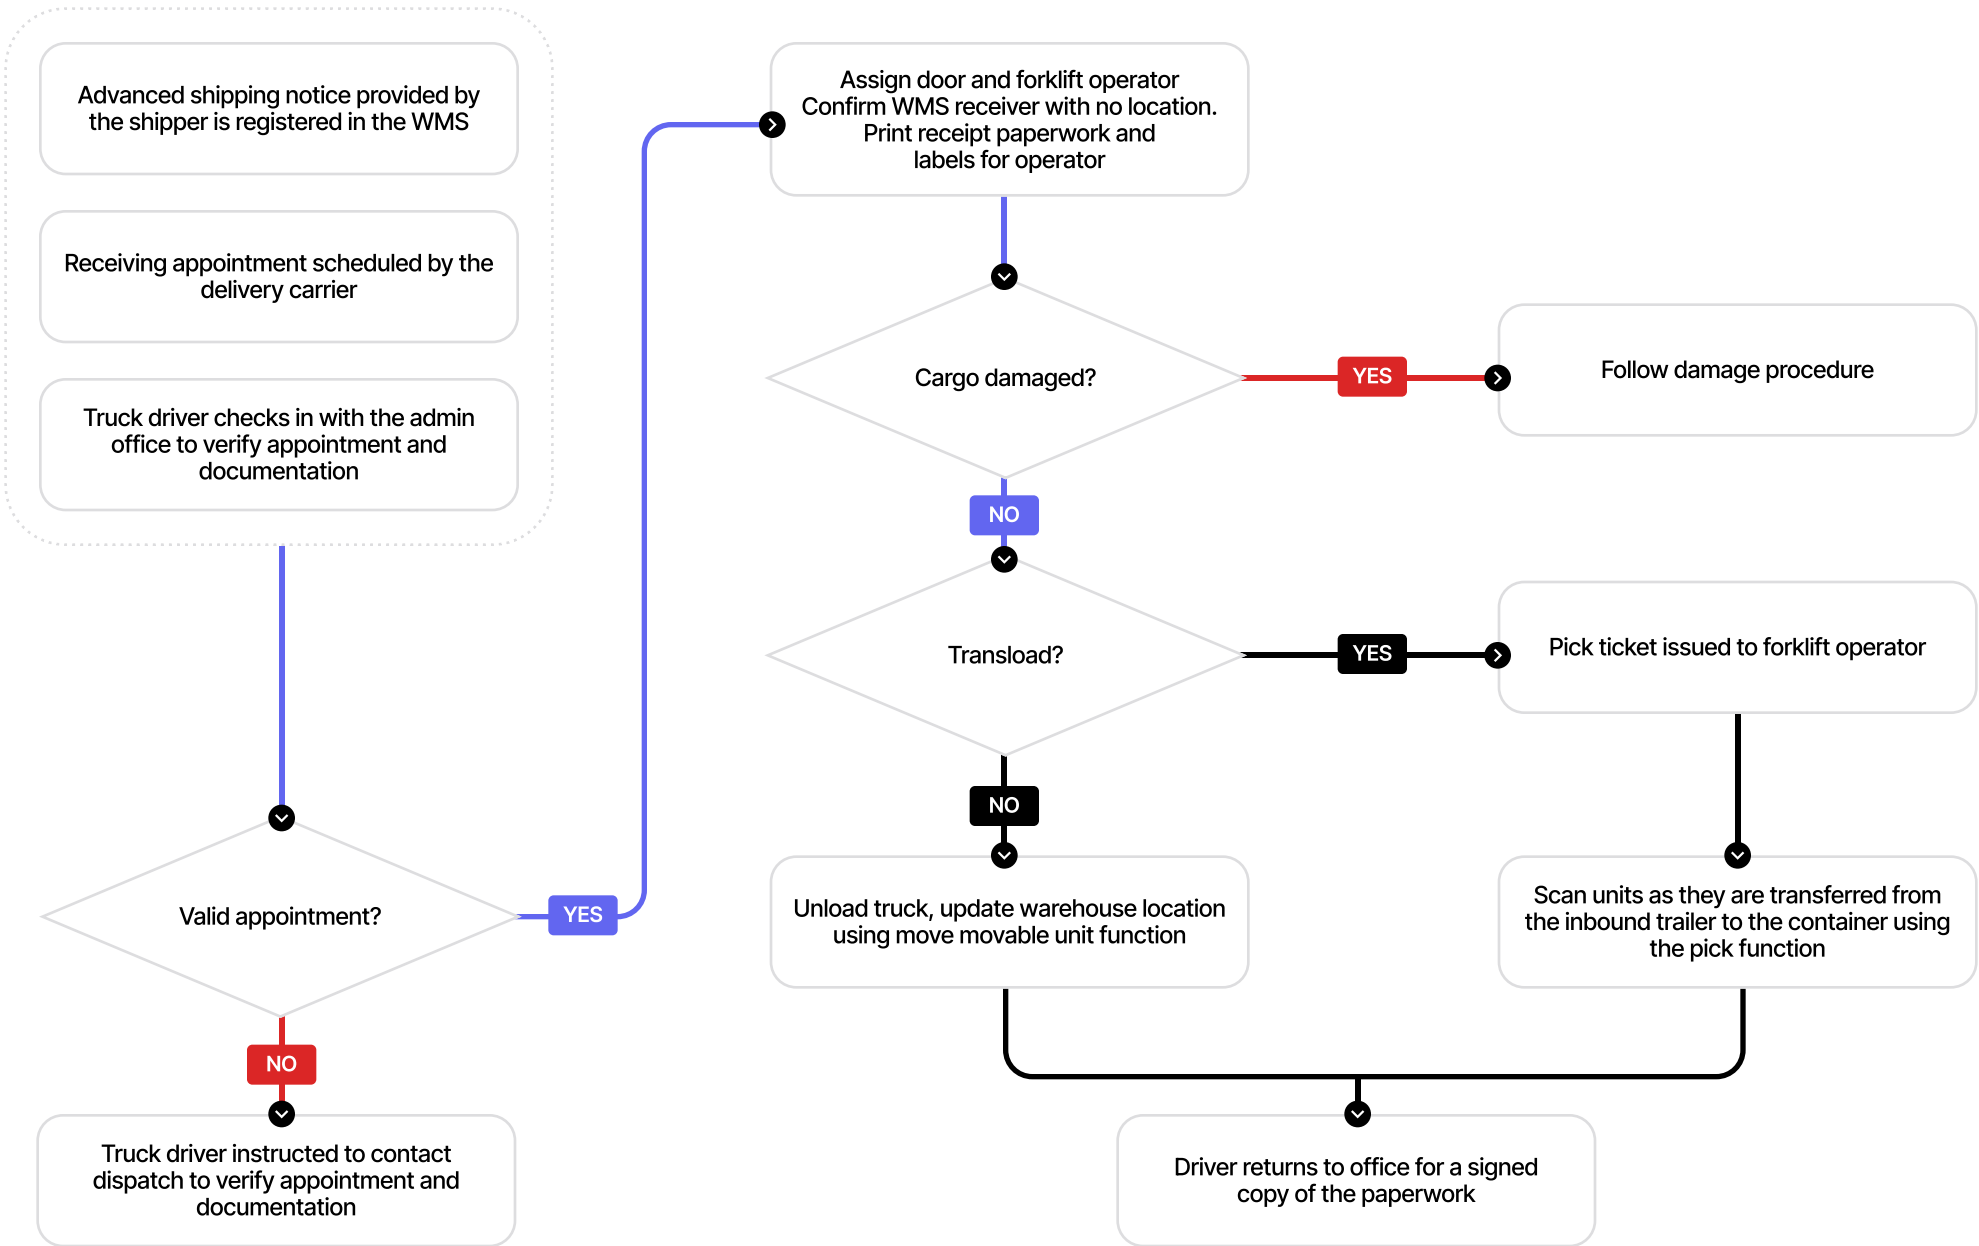 Advanced shipping notice provided by
the shipper is registered in the WMS
Receiving appointment scheduled by the
delivery carrier
Truck driver checks in with the admin
office to verify appointment and
documentation
Valid appointment?
YES
NO
Truck driver instructed to contact
dispatch to verify appointment and
documentation
Assign door and forklift operator
Confirm WMS receiver with no location.
Print receipt paperwork and
labels for operator
Cargo damaged?
YES
Follow damage procedure
NO
Transload?
YES
Pick ticket issued to forklift operator
NO
Unload truck, update warehouse location
using move movable unit function
Scan units as they are transferred from
the inbound trailer to the container using
the pick function
Driver returns to office for a signed
copy of the paperwork